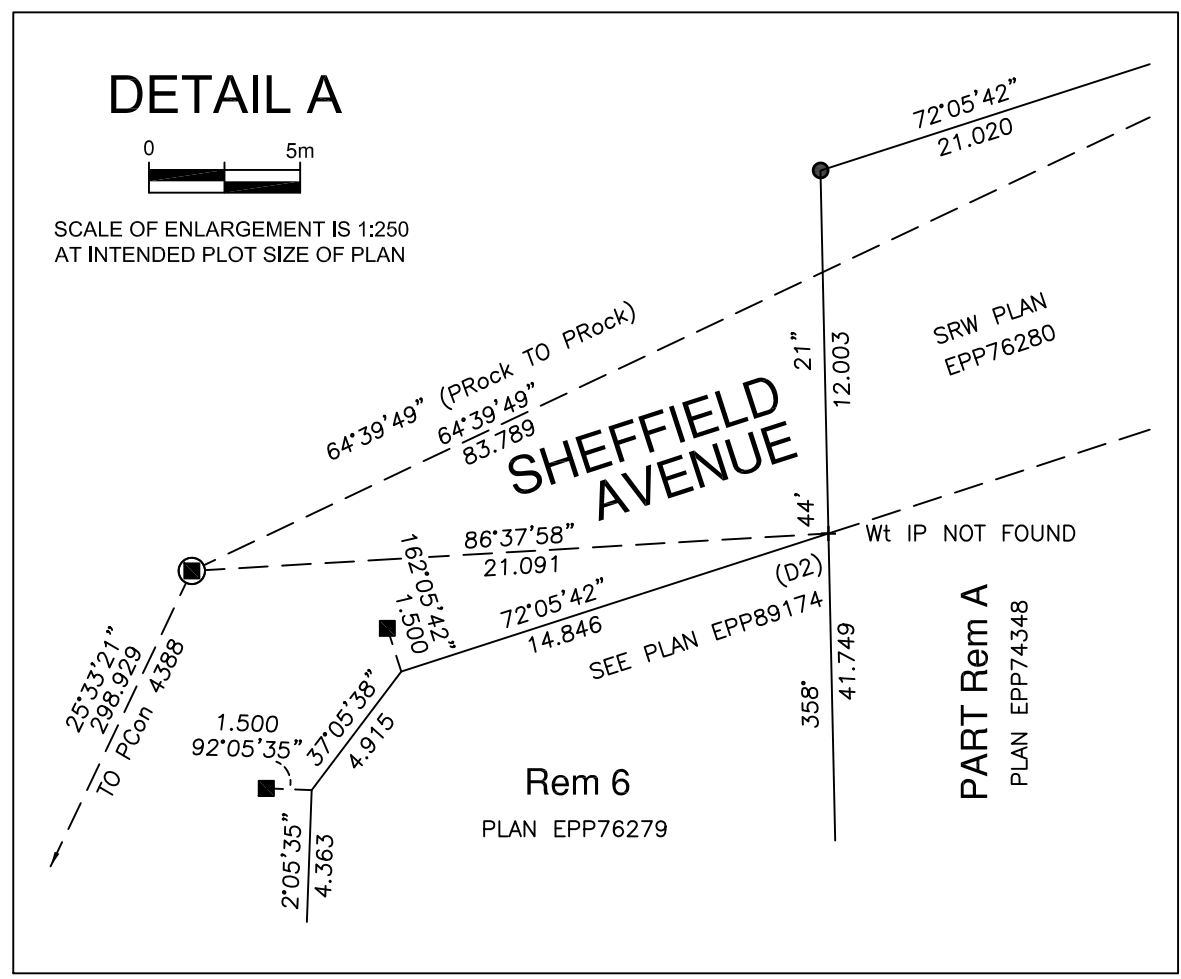 DETAIL A
0 5m
SCALE OF ENLARGEMENT IS 1:250
AT INTENDED PLOT SIZE OF PLAN
72°05'42"
21.020
SRW PLAN
EPP76280
21"
12.003
64°39'49" (PRock TO PRock)
64°39'49"
83.789
SHEFFIELD
AVENUE
44'
Wt IP NOT FOUND
86°37'58"
21.091
162°05'42"
1.500
(D2)
72°05'42"
14.846
SEE PLAN EPP89174
358°
41.749
PART Rem A
PLAN EPP74348
25°33'21"
298.929
TO PCon 4388
1.500
92°05'35"
37°05'38"
4.915
Rem 6
PLAN EPP76279
2°05'35"
4.363